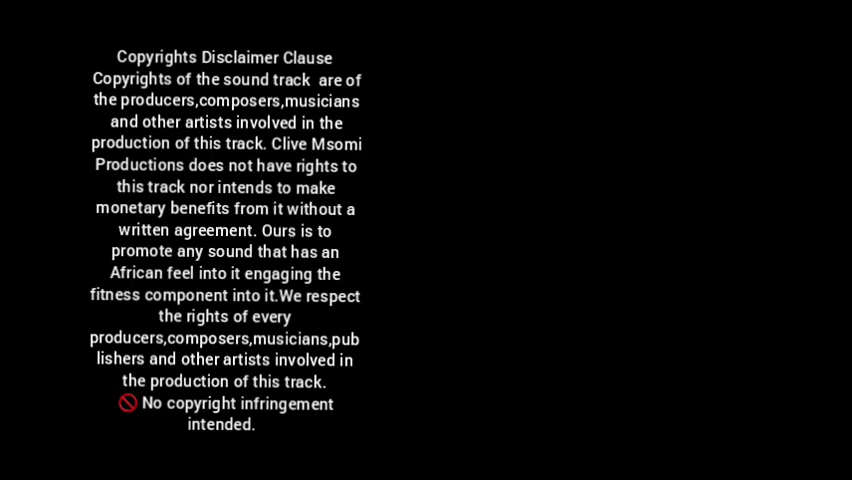 Copyrights Disclaimer Clause
Copyrights of the sound track  are of
the producers,composers,musicians
and other artists involved in the
production of this track. Clive Msomi
Productions does not have rights to
this track nor intends to make
monetary benefits from it without a
written agreement. Ours is to
promote any sound that has an
African feel into it engaging the
fitness component into it.We respect
the rights of every
producers,composers,musicians,pub
lishers and other artists involved in
the production of this track.
🚫 No copyright infringement
intended.